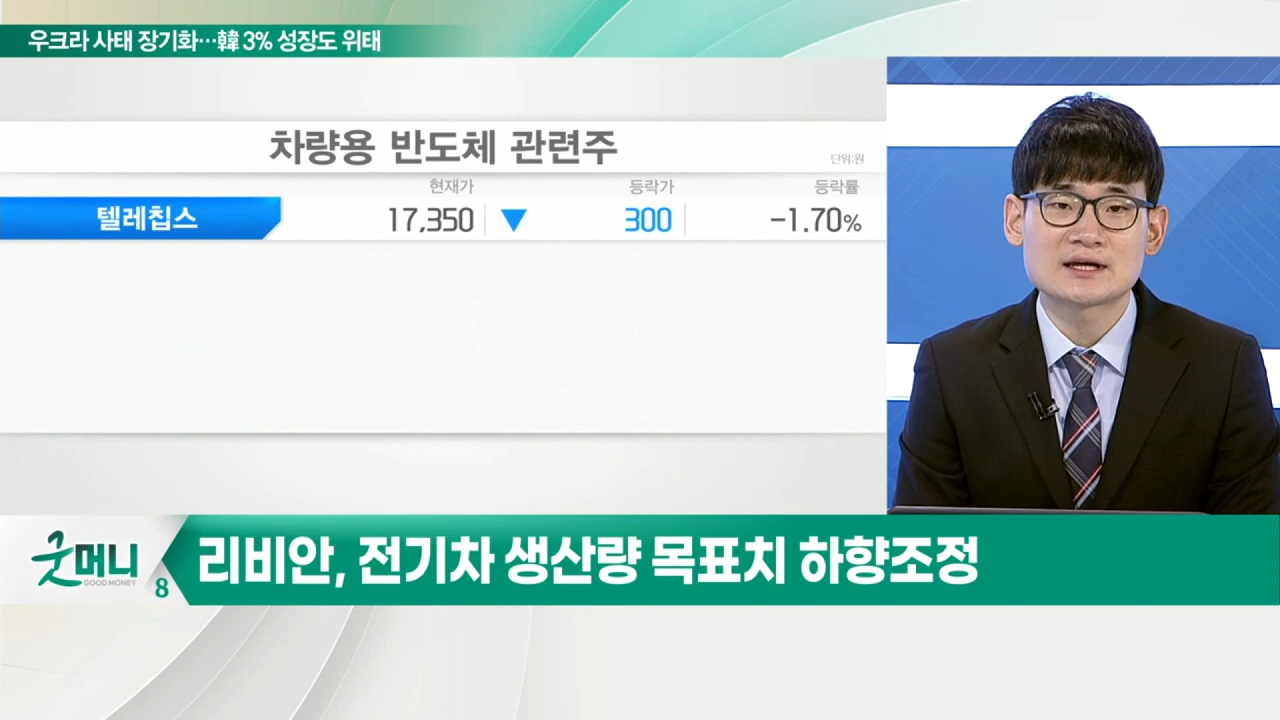 우크라 사태 장기화…韓 3% 성장도 위태
차량용 반도체 관련주
단위:원
현재가 등락가 등락률
텔레칩스 17,350 ▼ 300 -1.70%
굿머니
GOOD MONEY
8
리비안, 전기차 생산량 목표치 하향조정